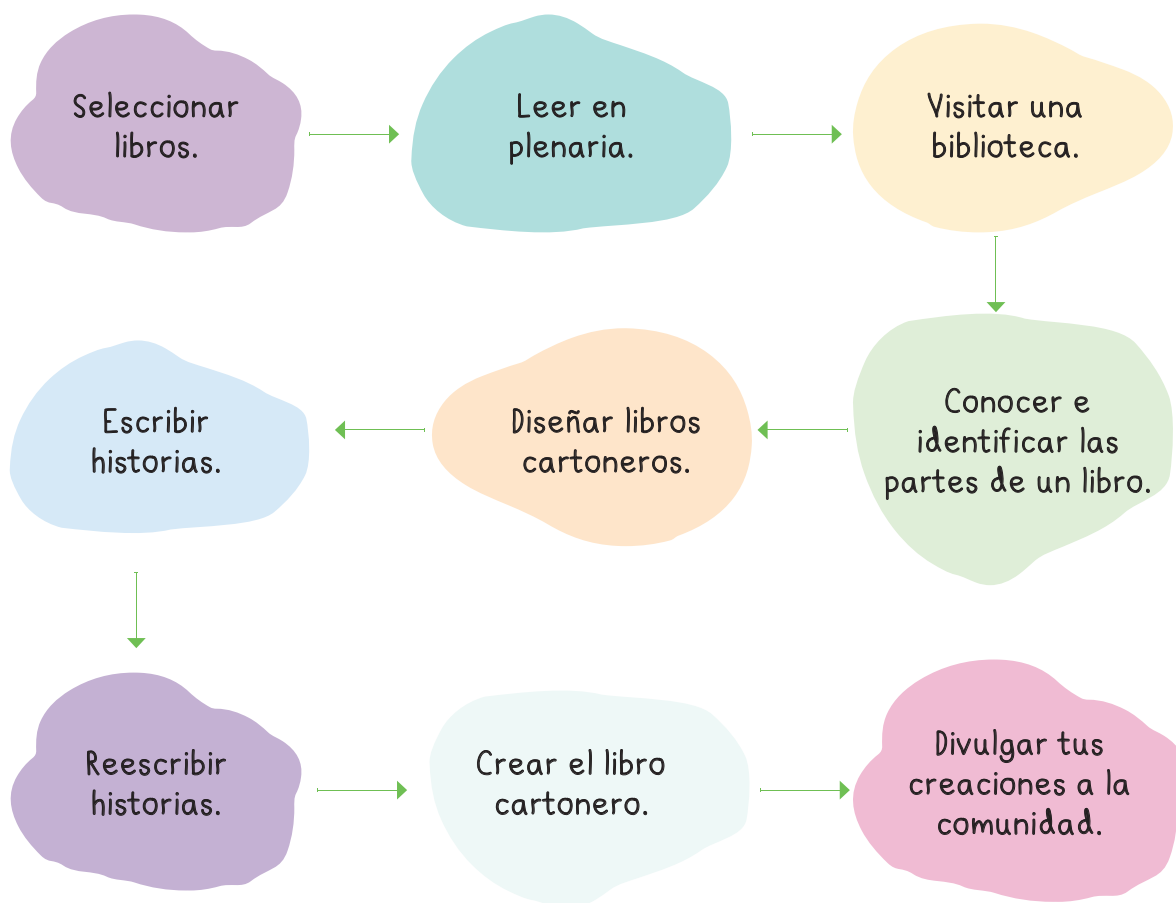 Seleccionar
libros.
Leer en
plenaria.
Visitar una
biblioteca.
Conocer e
identificar las
partes de un libro.
Diseñar libros
cartoneros.
Escribir
historias.
Reescribir
historias.
Crear el libro
cartonero.
Divulgar tus
creaciones a la
comunidad.